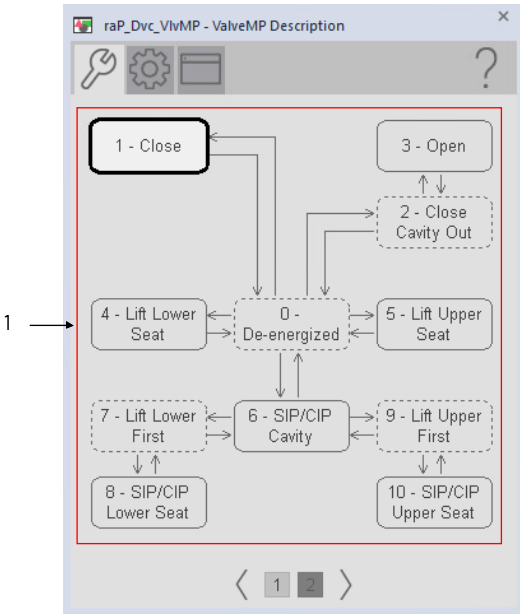 raP_Dvc_VlvMP - ValveMP Description
×
?
1 - Close
3 - Open
2 - Close
Cavity Out
1
4 - Lift Lower
Seat
0 -
De-energized
5 - Lift Upper
Seat
7 - Lift Lower
First
6 - SIP/CIP
Cavity
9 - Lift Upper
First
8 - SIP/CIP
Lower Seat
10 - SIP/CIP
Upper Seat
1
2